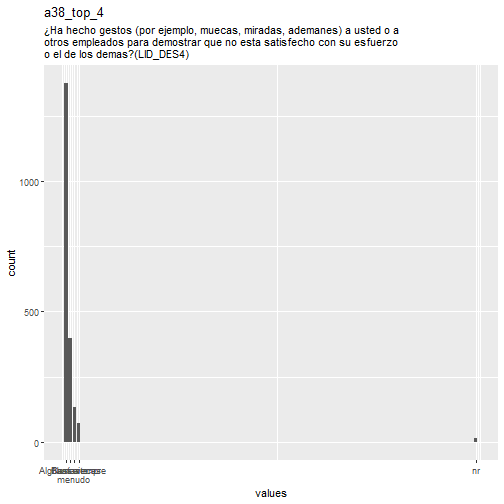 a38_top_4
¿Ha hecho gestos (por ejemplo, muecas, miradas, ademanes) a usted o a
otros empleados para demostrar que no esta satisfecho con su esfuerzo
o el de los demas?(LID_DES4)
1000
500
0
count
nr
menudo
values